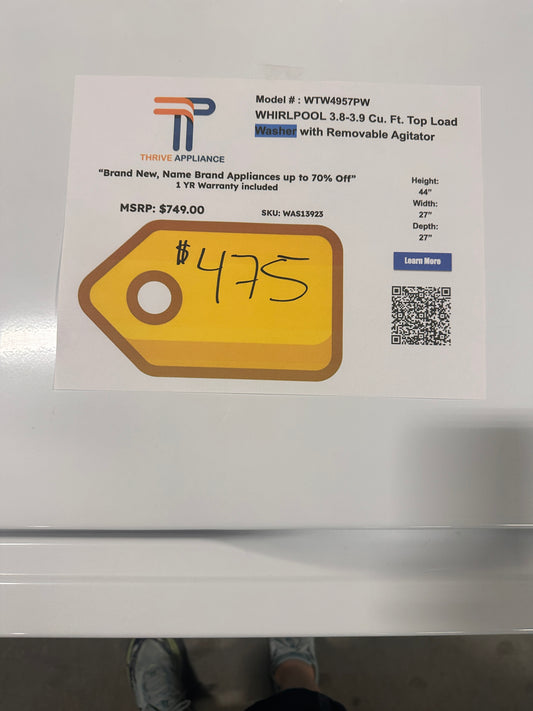 Model # : WTW4957PW
WHIRLPOOL 3.8-3.9 Cu. Ft. Top Load
Washer with Removable Agitator
THRIVE APPLIANCE
“Brand New, Name Brand Appliances up to 70% Off”
1 YR Warranty included
MSRP: $749.00
SKU: WAS13923
Height:
44"
Width:
27"
Depth:
27"
Learn More
$475